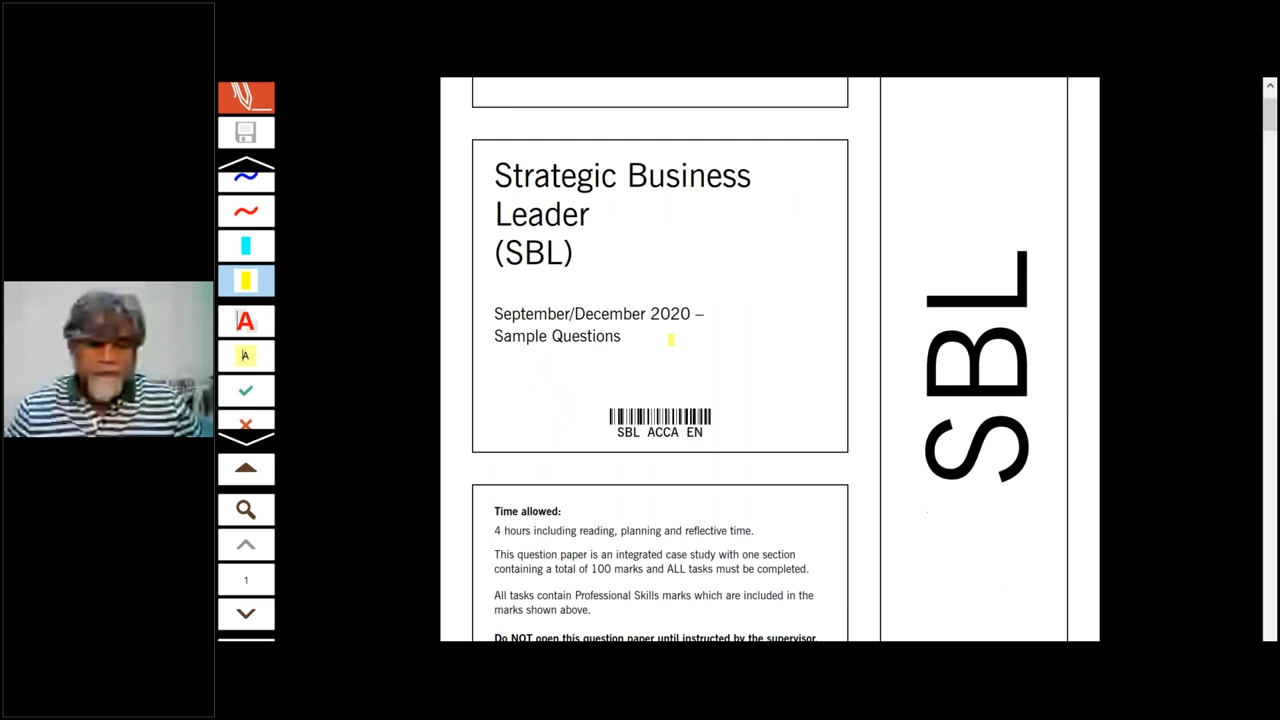 Strategic Business
Leader
(SBL)
September/December 2020 –
Sample Questions
SBL ACCA EN
Time allowed:
4 hours including reading, planning and reflective time.
This question paper is an integrated case study with one section
containing a total of 100 marks and ALL tasks must be completed.
All tasks contain Professional Skills marks which are included in the
marks shown above.
Do NOT open this question paper until instructed by the supervisor.
SBL
A
A
1